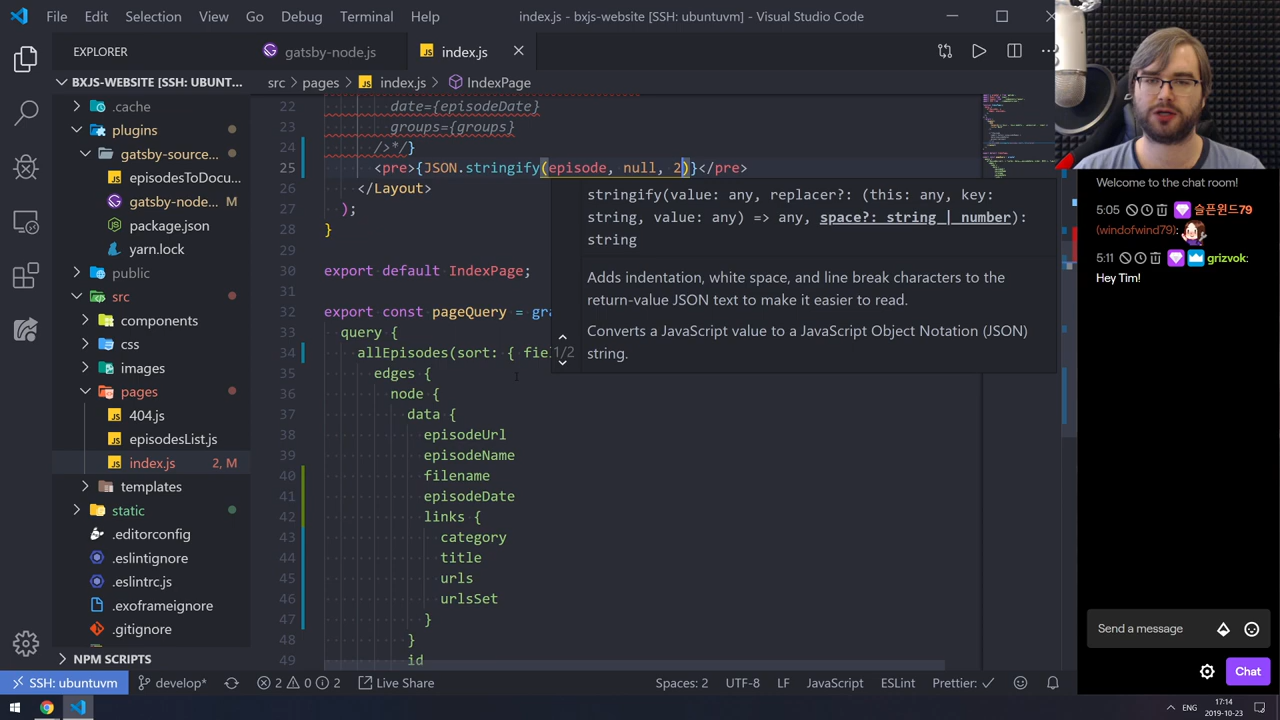 File Edit Selection View Go Debug Terminal Help
index.js - bxjs-website [SSH: ubuntuvm] - Visual Studio Code
EXPLORER
BXJS-WEBSITE [SSH: UBUNTU...
.cache
plugins
gatsby-source...
episodesToDocu...
gatsby-node... M
package.json
yarn.lock
public
src
components
css
images
pages
404.js
episodesList.js
index.js 2, M
templates
static
.editorconfig
.eslintignore
.eslintrc.js
.exoframeignore
.gitignore
NPM SCRIPTS
gatsby-node.js
index.js
src > pages > index.js > IndexPage
22 date={episodeDate}
23 groups={groups}
24 />*/}
25 <pre>{JSON.stringify(episode, null, 2)}</pre>
26 </Layout>
27 );
28 }
29
30 export default IndexPage;
31
32 export const pageQuery = gra
33 query {
34 allEpisodes(sort: { fiel
35 edges {
36 node {
37 data {
38 episodeUrl
39 episodeName
40 filename
41 episodeDate
42 links {
43 category
44 title
45 urls
46 urlsSet
47 }
48 }
49 id
stringify(value: any, replacer?: (this: any, key:
string, value: any) => any, space?: string | number):
string
1/2
Adds indentation, white space, and line break characters to the
return-value JSON text to make it easier to read.
Converts a JavaScript value to a JavaScript Object Notation (JSON)
string.
Welcome to the chat room!
5:05 슬픈윈드79
(windofwind79):
5:11 grizvok:
Hey Tim!
Send a message
Chat
SSH: ubuntuvm develop* 2 0 2 Live Share Spaces: 2 UTF-8 LF JavaScript ESLint Prettier: ✓
ENG
17:14
2019-10-23